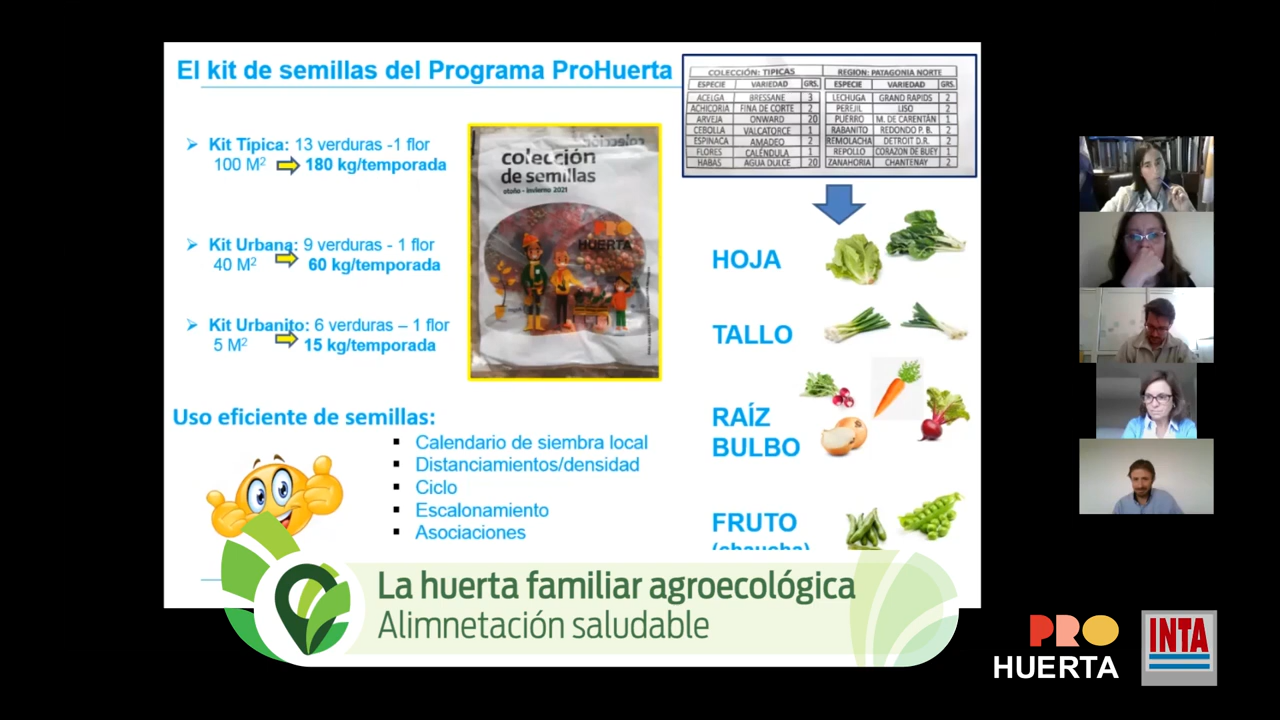 El kit de semillas del Programa ProHuerta
Kit Típica: 13 verduras -1 flor
100 M² 180 kg/temporada
Kit Urbana: 9 verduras - 1 flor
40 M² 60 kg/temporada
Kit Urbanito: 6 verduras – 1 flor
5 M² 15 kg/temporada
Uso eficiente de semillas:
Calendario de siembra local
Distanciamientos/densidad
Ciclo
Escalonamiento
Asociaciones
colección
de semillas
otoño - invierno 2021
PRO
HUERTA
COLECCIÓN: TIPICAS REGION: PATAGONIA NORTE
ESPECIE VARIEDAD GRS. ESPECIE VARIEDAD GRS.
ACELGA BRESSANE 3 LECHUGA GRAND RAPIDS 2
ACHICORIA FINA DE CORTE 2 PEREJIL LISO 2
ARVEJA ONWARD 20 PUERRO M. DE CARENTÁN 1
CEBOLLA VALCATORCE 1 RABANITO REDONDO P. B. 2
ESPINACA AMADEO 2 REMOLACHA DETROIT D.R. 2
FLORES CALÉNDULA 1 REPOLLO CORAZON DE BUEY 1
HABAS AGUA DULCE 20 ZANAHORIA CHANTENAY 2
HOJA
TALLO
RAÍZ
BULBO
FRUTO
(chaucha)
La huerta familiar agroecológica
Alimnetación saludable
PRO
HUERTA
INTA